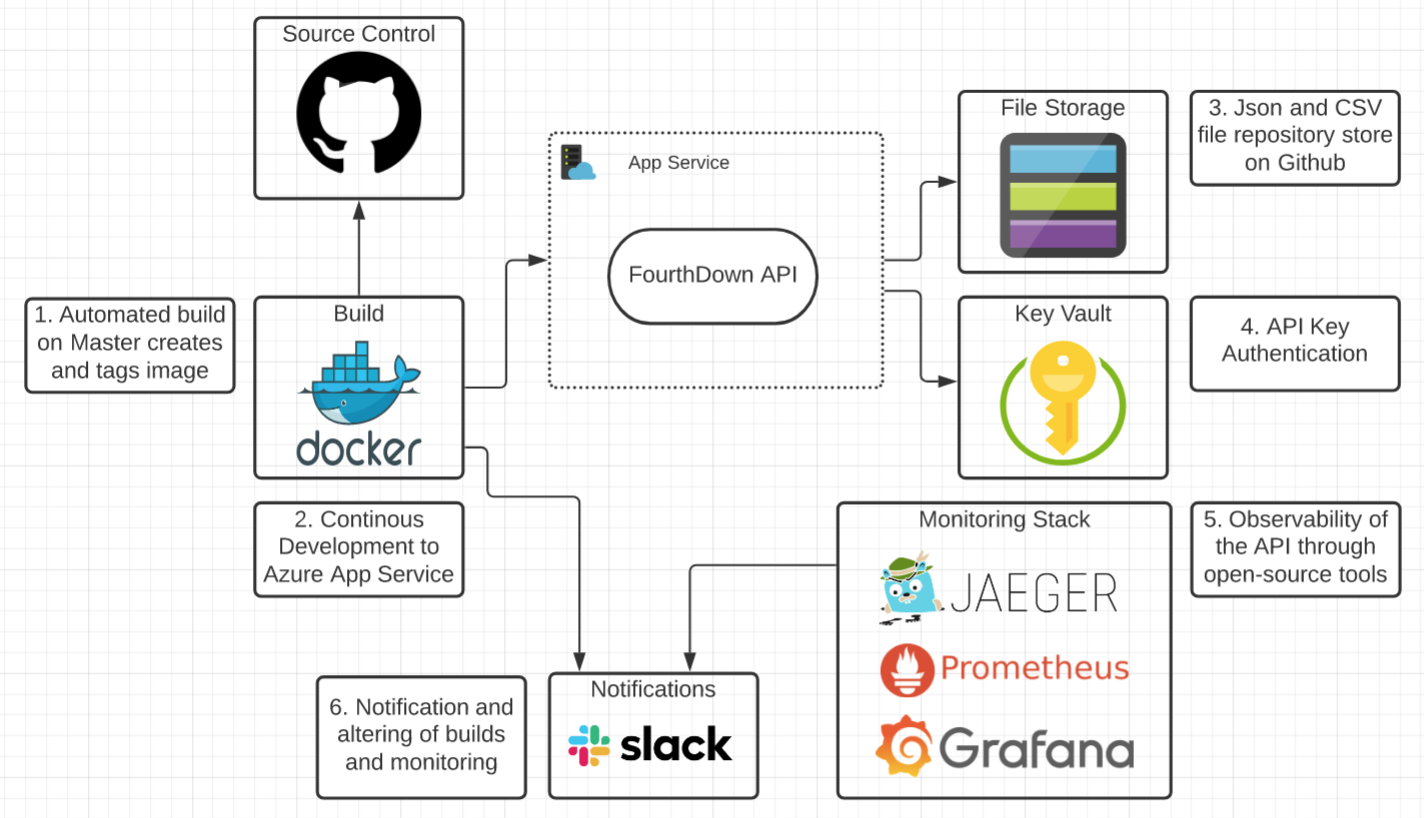 Source Control
File Storage
3. Json and CSV
file repository store
on Github
App Service
FourthDown API
1. Automated build
on Master creates
and tags image
Build
docker
Key Vault
4. API Key
Authentication
2. Continous
Development to
Azure App Service
Monitoring Stack
JAEGER
Prometheus
Grafana
5. Observability of
the API through
open-source tools
6. Notification and
altering of builds
and monitoring
Notifications
slack